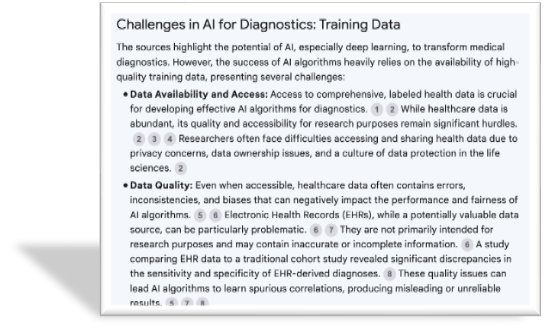 Challenges in AI for Diagnostics: Training Data
The sources highlight the potential of AI, especially deep learning, to transform medical
diagnostics. However, the success of AI algorithms heavily relies on the availability of high-
quality training data, presenting several challenges:
• Data Availability and Access: Access to comprehensive, labeled health data is crucial
for developing effective AI algorithms for diagnostics. 1 2 While healthcare data is
abundant, its quality and accessibility for research purposes remain significant hurdles.
2 3 4 Researchers often face difficulties accessing and sharing health data due to
privacy concerns, data ownership issues, and a culture of data protection in the life
sciences. 2
• Data Quality: Even when accessible, healthcare data often contains errors,
inconsistencies, and biases that can negatively impact the performance and fairness of
AI algorithms. 5 6 Electronic Health Records (EHRs), while a potentially valuable data
source, can be particularly problematic. 6 7 They are not primarily intended for
research purposes and may contain inaccurate or incomplete information. 6 A study
comparing EHR data to a traditional cohort study revealed significant discrepancies in
the sensitivity and specificity of EHR-derived diagnoses. 8 These quality issues can
lead AI algorithms to learn spurious correlations, producing misleading or unreliable
results. 5 7 8